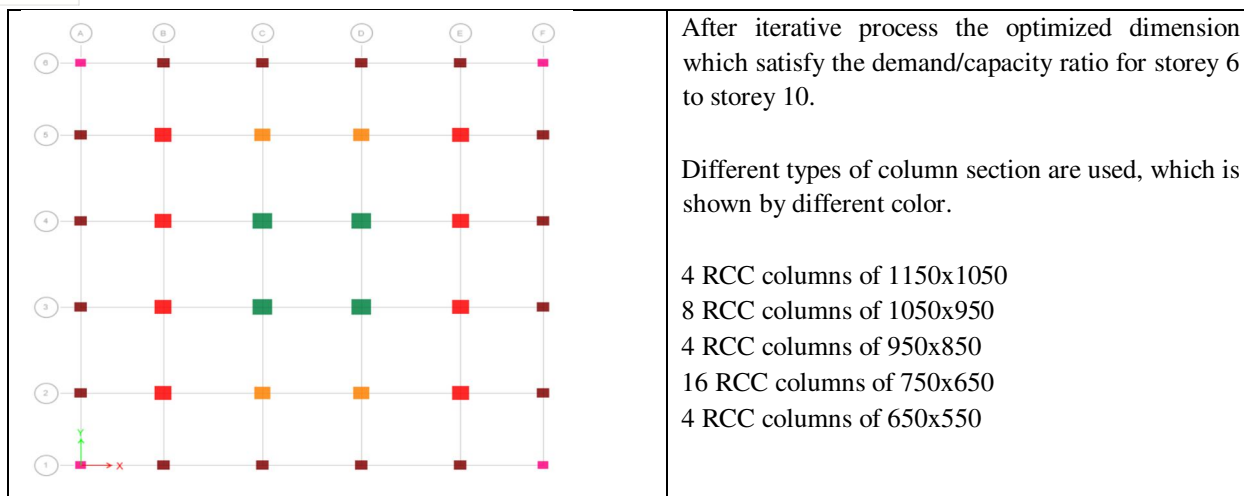 A B C D E F
6
5
4
3
2
1
Y
X
After iterative process the optimized dimension
which satisfy the demand/capacity ratio for storey 6
to storey 10.
Different types of column section are used, which is
shown by different color.
4 RCC columns of 1150x1050
8 RCC columns of 1050x950
4 RCC columns of 950x850
16 RCC columns of 750x650
4 RCC columns of 650x550